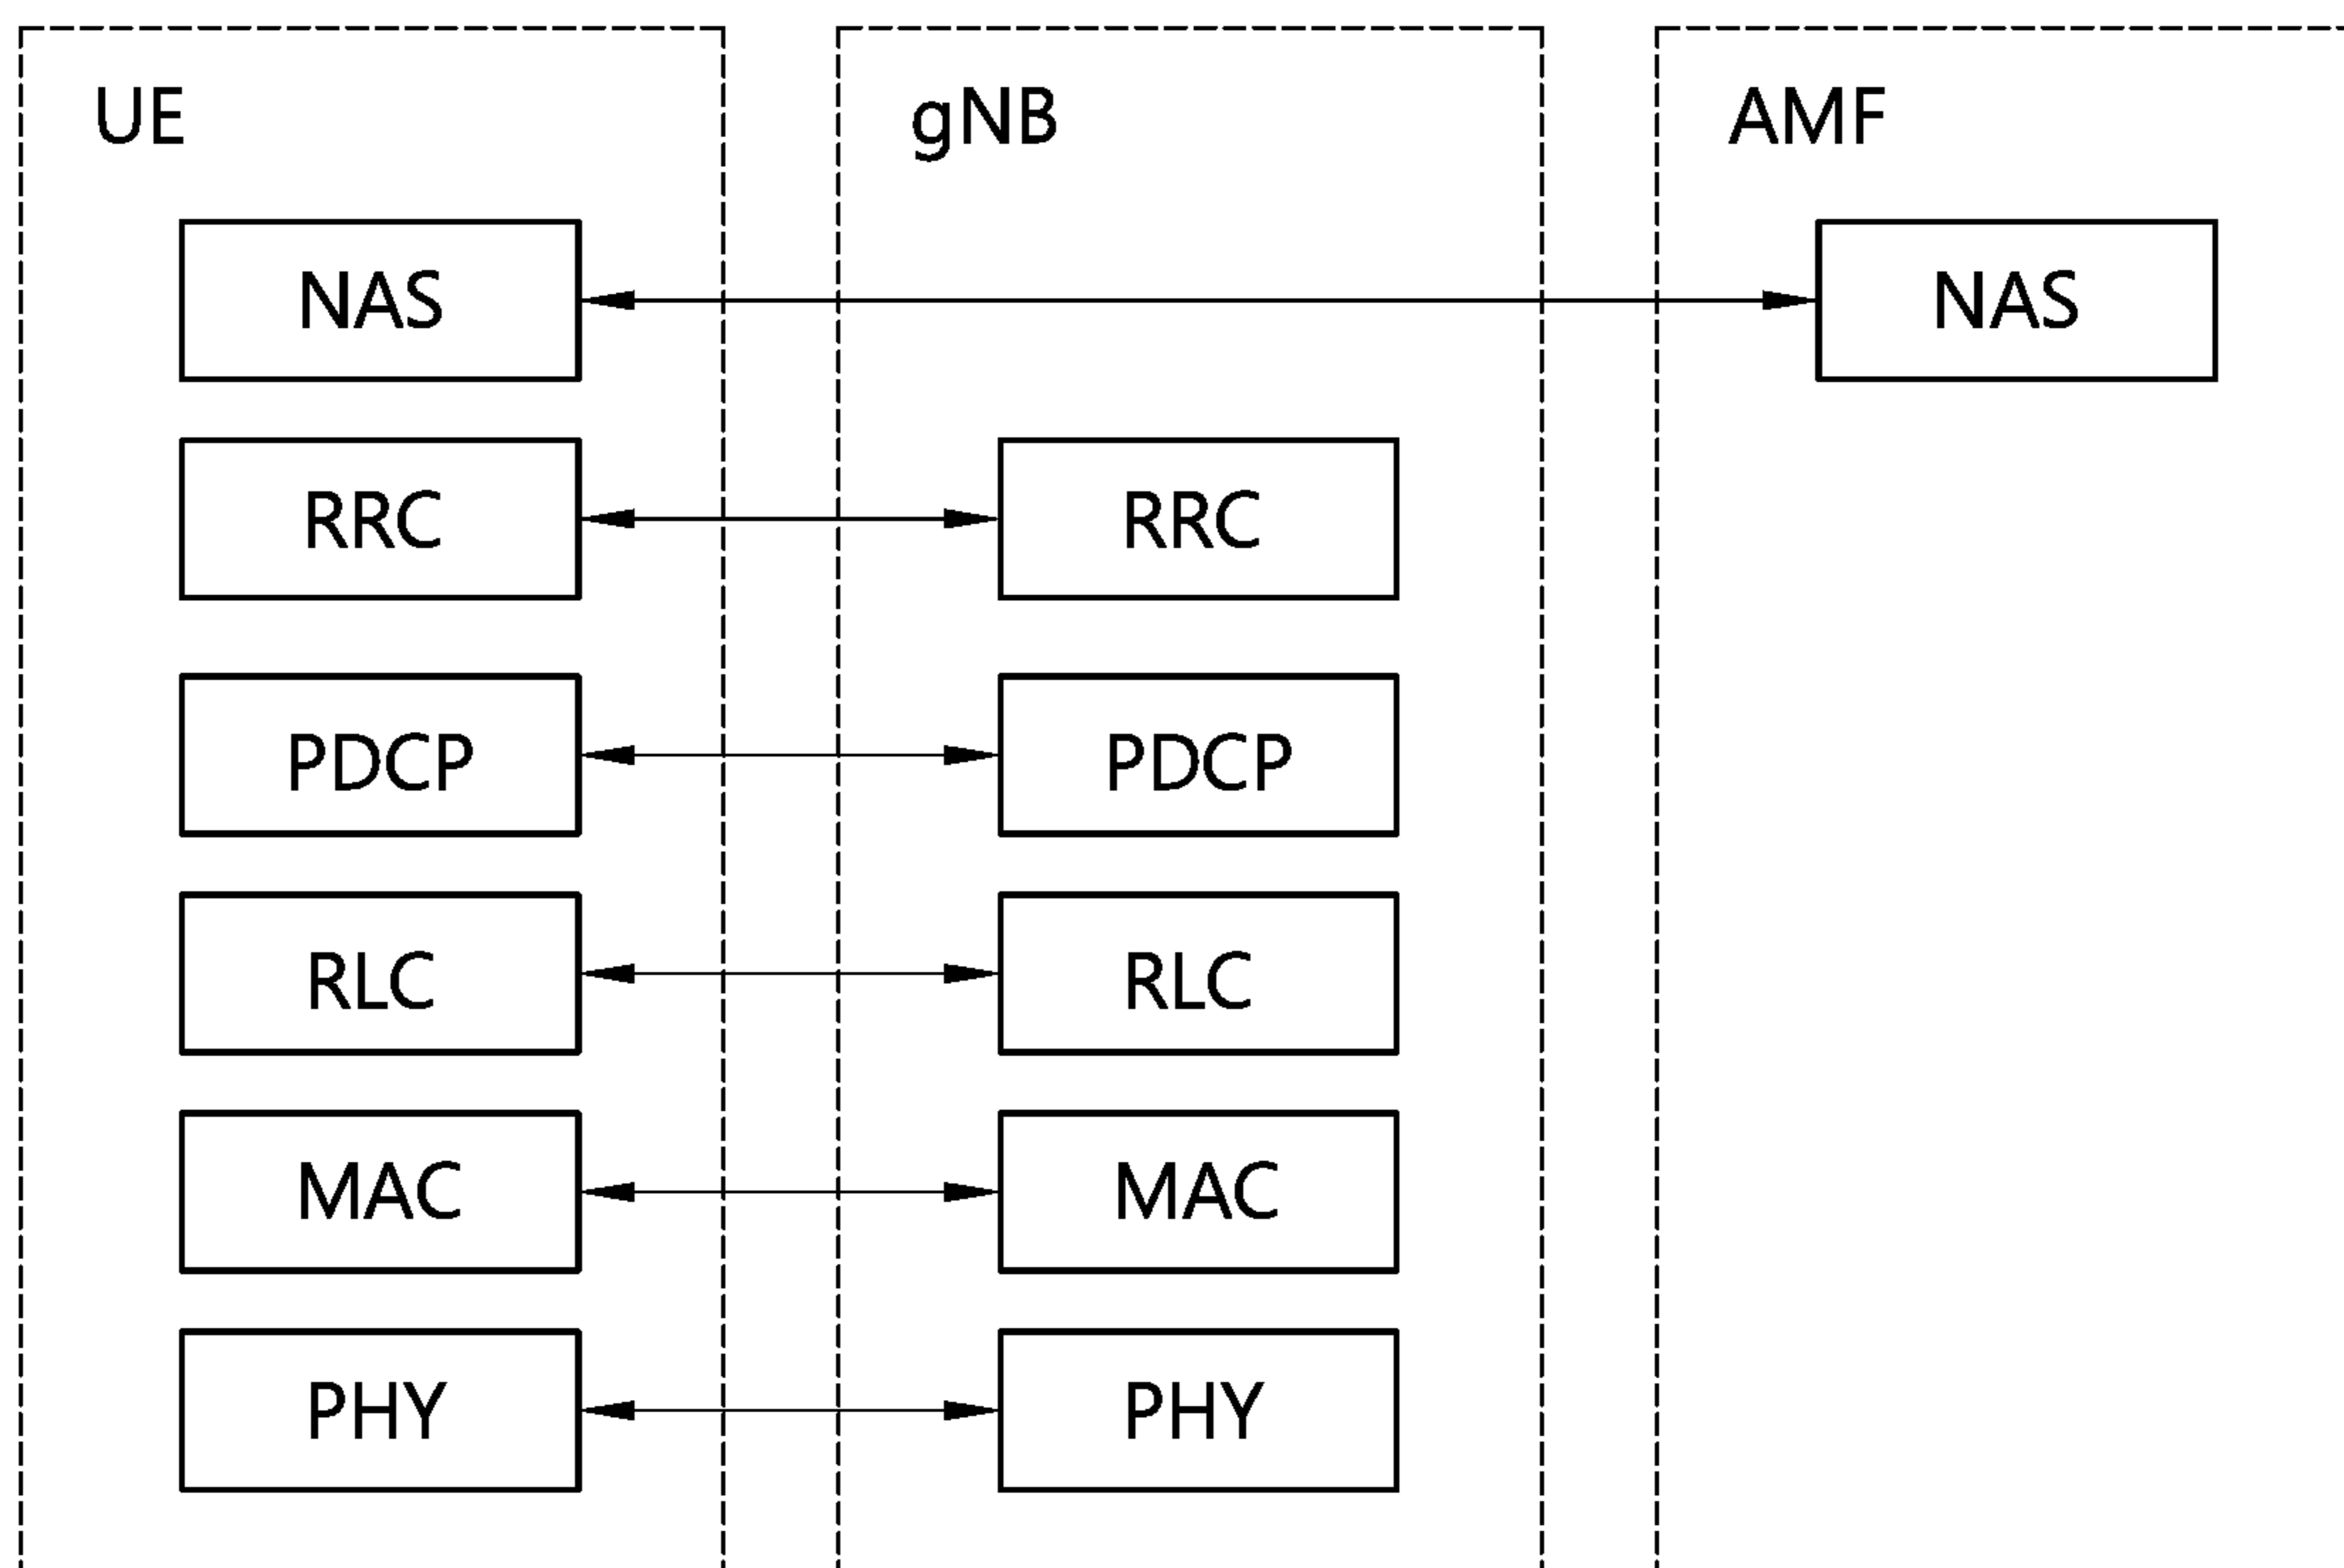 UE gNB AMF
NAS NAS
RRC RRC
PDCP PDCP
RLC RLC
MAC MAC
PHY PHY